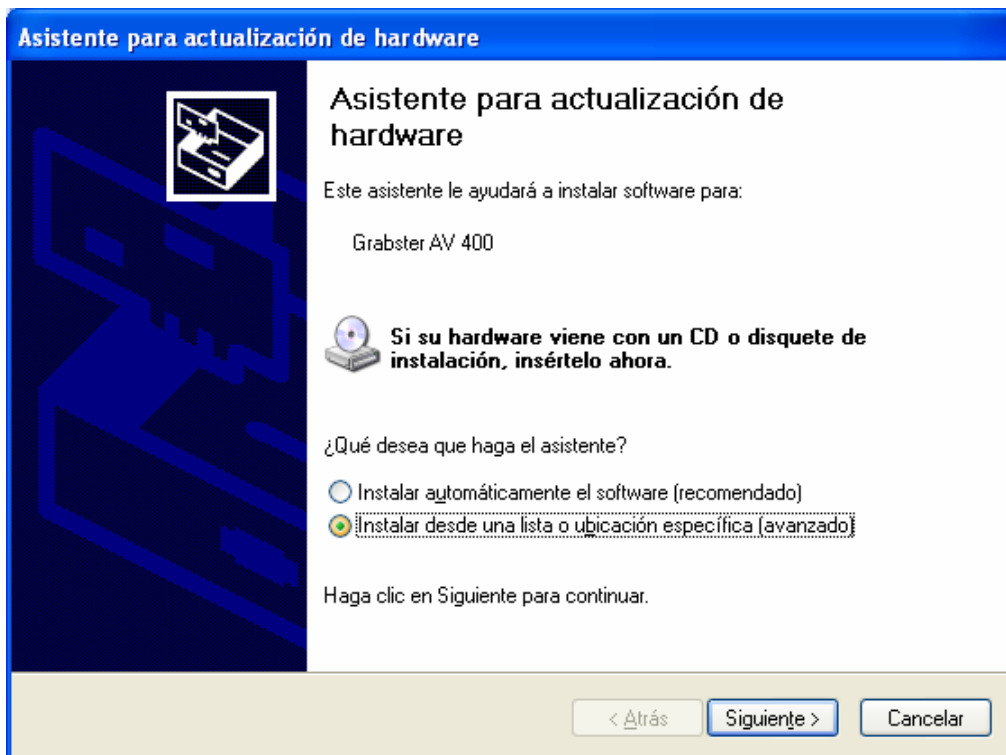 Asistente para actualización de hardware
Asistente para actualización de
hardware
Este asistente le ayudará a instalar software para:
Grabster AV 400
Si su hardware viene con un CD o disquete de
instalación, insértelo ahora.
¿Qué desea que haga el asistente?
Instalar automáticamente el software (recomendado)
Instalar desde una lista o ubicación específica (avanzado)
Haga clic en Siguiente para continuar.
< Atrás Siguiente > Cancelar